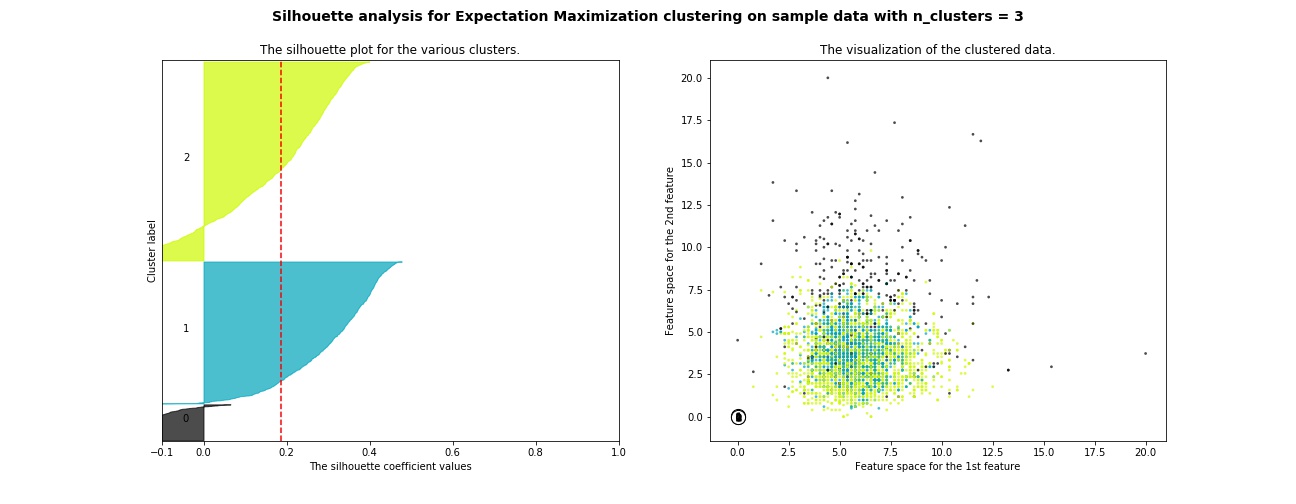 Silhouette analysis for Expectation Maximization clustering on sample data with n_clusters = 3
The silhouette plot for the various clusters.
2
1
0
Cluster label
−0.1 0.0 0.2 0.4 0.6 0.8 1.0
The silhouette coefficient values
The visualization of the clustered data.
20.0
17.5
15.0
12.5
10.0
7.5
5.0
2.5
0.0
Feature space for the 2nd feature
0.0 2.5 5.0 7.5 10.0 12.5 15.0 17.5 20.0
Feature space for the 1st feature